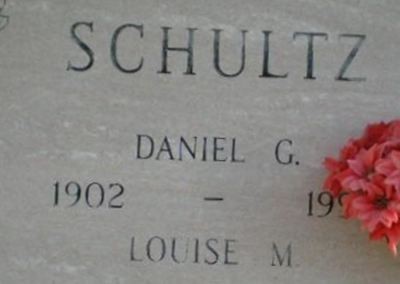 SCHULTZ
DANIEL G.
1902 –
LOUISE M.